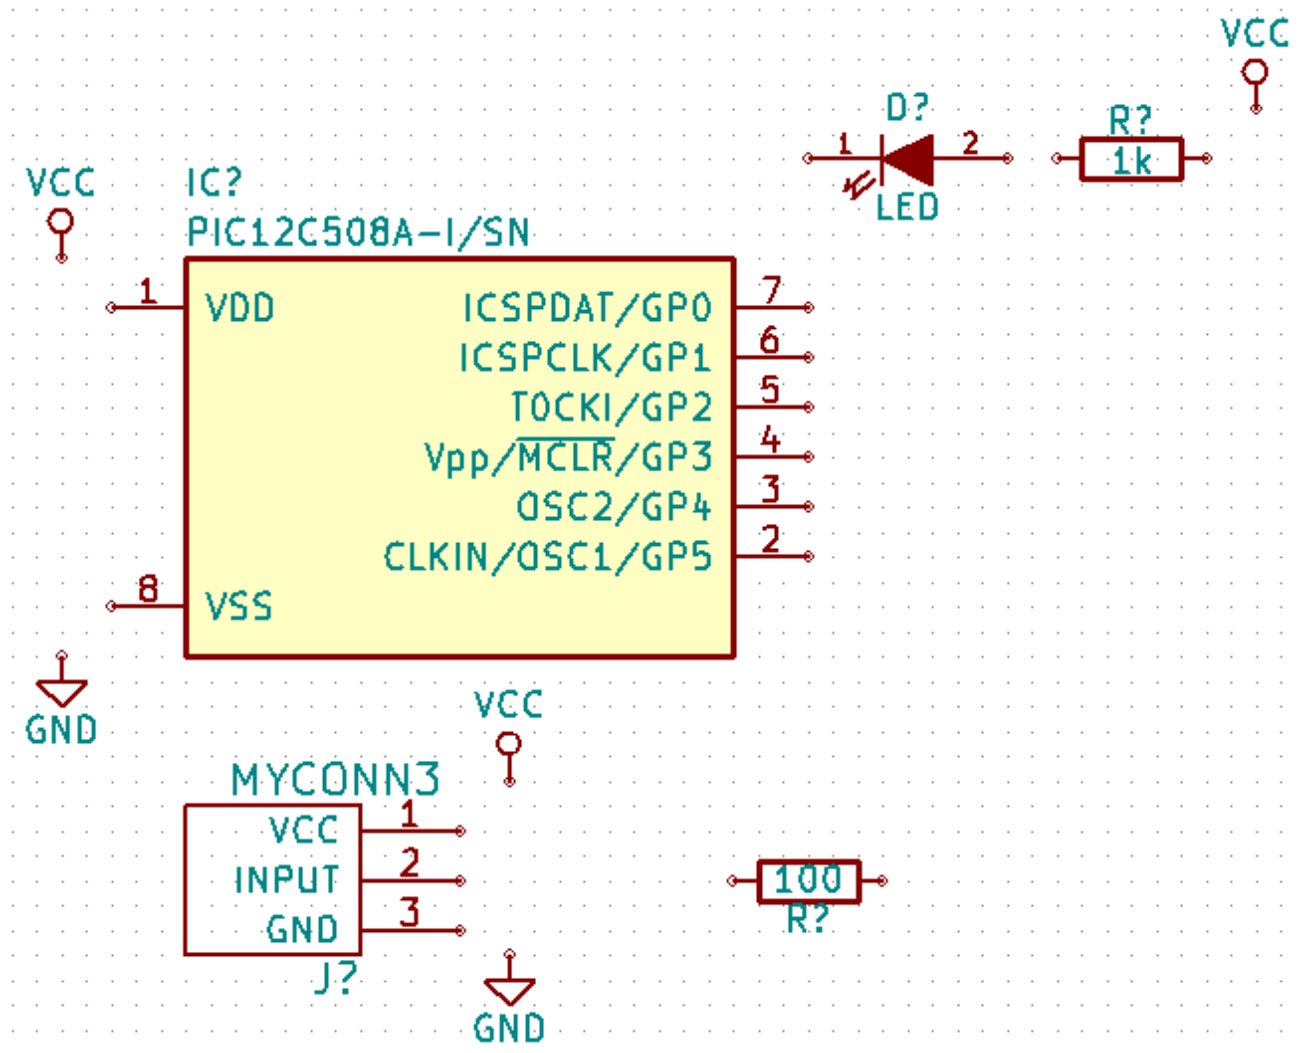 VCC
D?
R?
1 2
1k
LED
VCC
IC?
PIC12C508A-I/SN
1 VDD ICSPDAT/GP0 7
ICSPCLK/GP1 6
T0CKI/GP2 5
Vpp/MCLR/GP3 4
OSC2/GP4 3
CLKIN/OSC1/GP5 2
8 VSS
GND
VCC
MYCONN3
VCC 1
INPUT 2
GND 3
J?
100
R?
GND